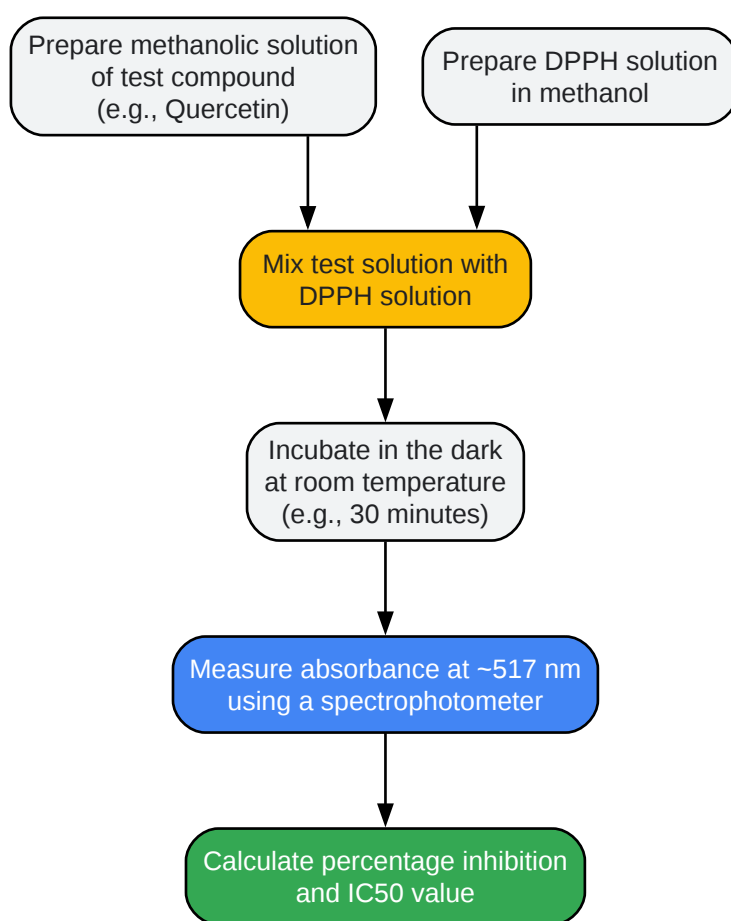 Prepare methanolic solution
of test compound
(e.g., Quercetin)
Prepare DPPH solution
in methanol
Mix test solution with
DPPH solution
Incubate in the dark
at room temperature
(e.g., 30 minutes)
Measure absorbance at ~517 nm
using a spectrophotometer
Calculate percentage inhibition
and IC50 value